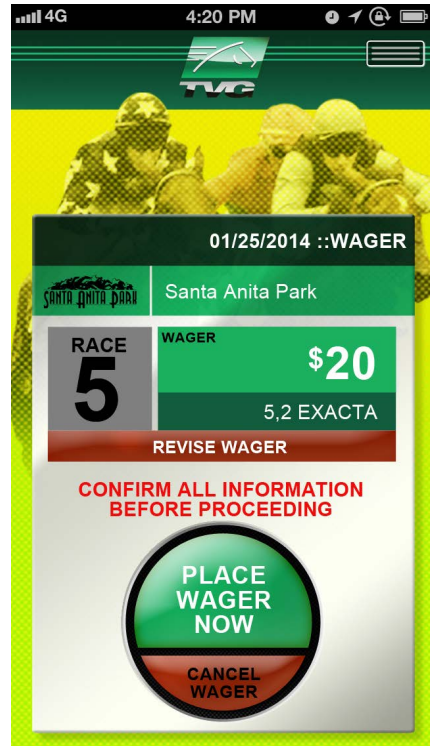 4G 4:20 PM
TVG
01/25/2014 ::WAGER
SANTA ANITA PARK
Santa Anita Park
RACE
5
WAGER
$20
5,2 EXACTA
REVISE WAGER
CONFIRM ALL INFORMATION
BEFORE PROCEEDING
PLACE
WAGER
NOW
CANCEL
WAGER